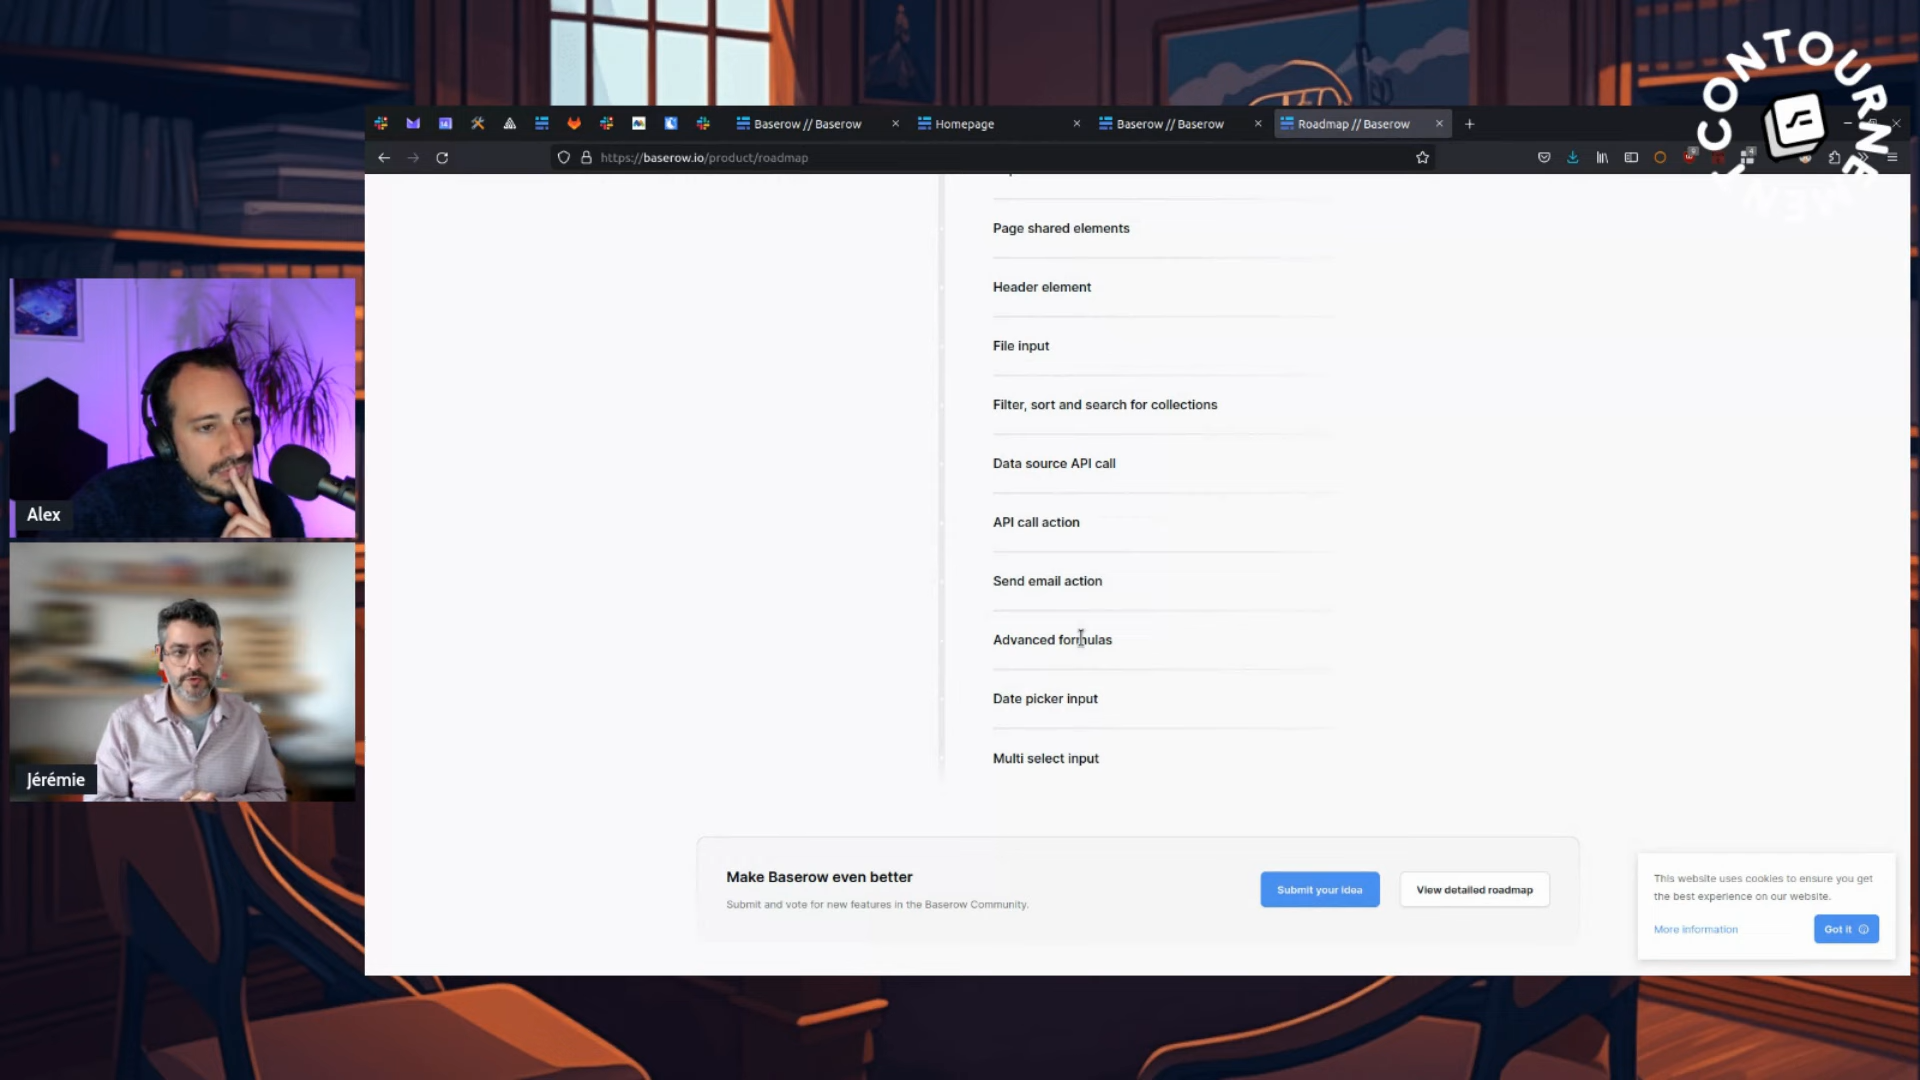 CONTOURNEMENT
Baserow // Baserow
Homepage
Baserow // Baserow
Roadmap // Baserow
https://baserow.io/product/roadmap
Page shared elements
Header element
File input
Filter, sort and search for collections
Data source API call
API call action
Send email action
Advanced formulas
Date picker input
Multi select input
Alex
Jérémie
Make Baserow even better
Submit and vote for new features in the Baserow Community.
Submit your idea
View detailed roadmap
This website uses cookies to ensure you get
the best experience on our website.
More information
Got it